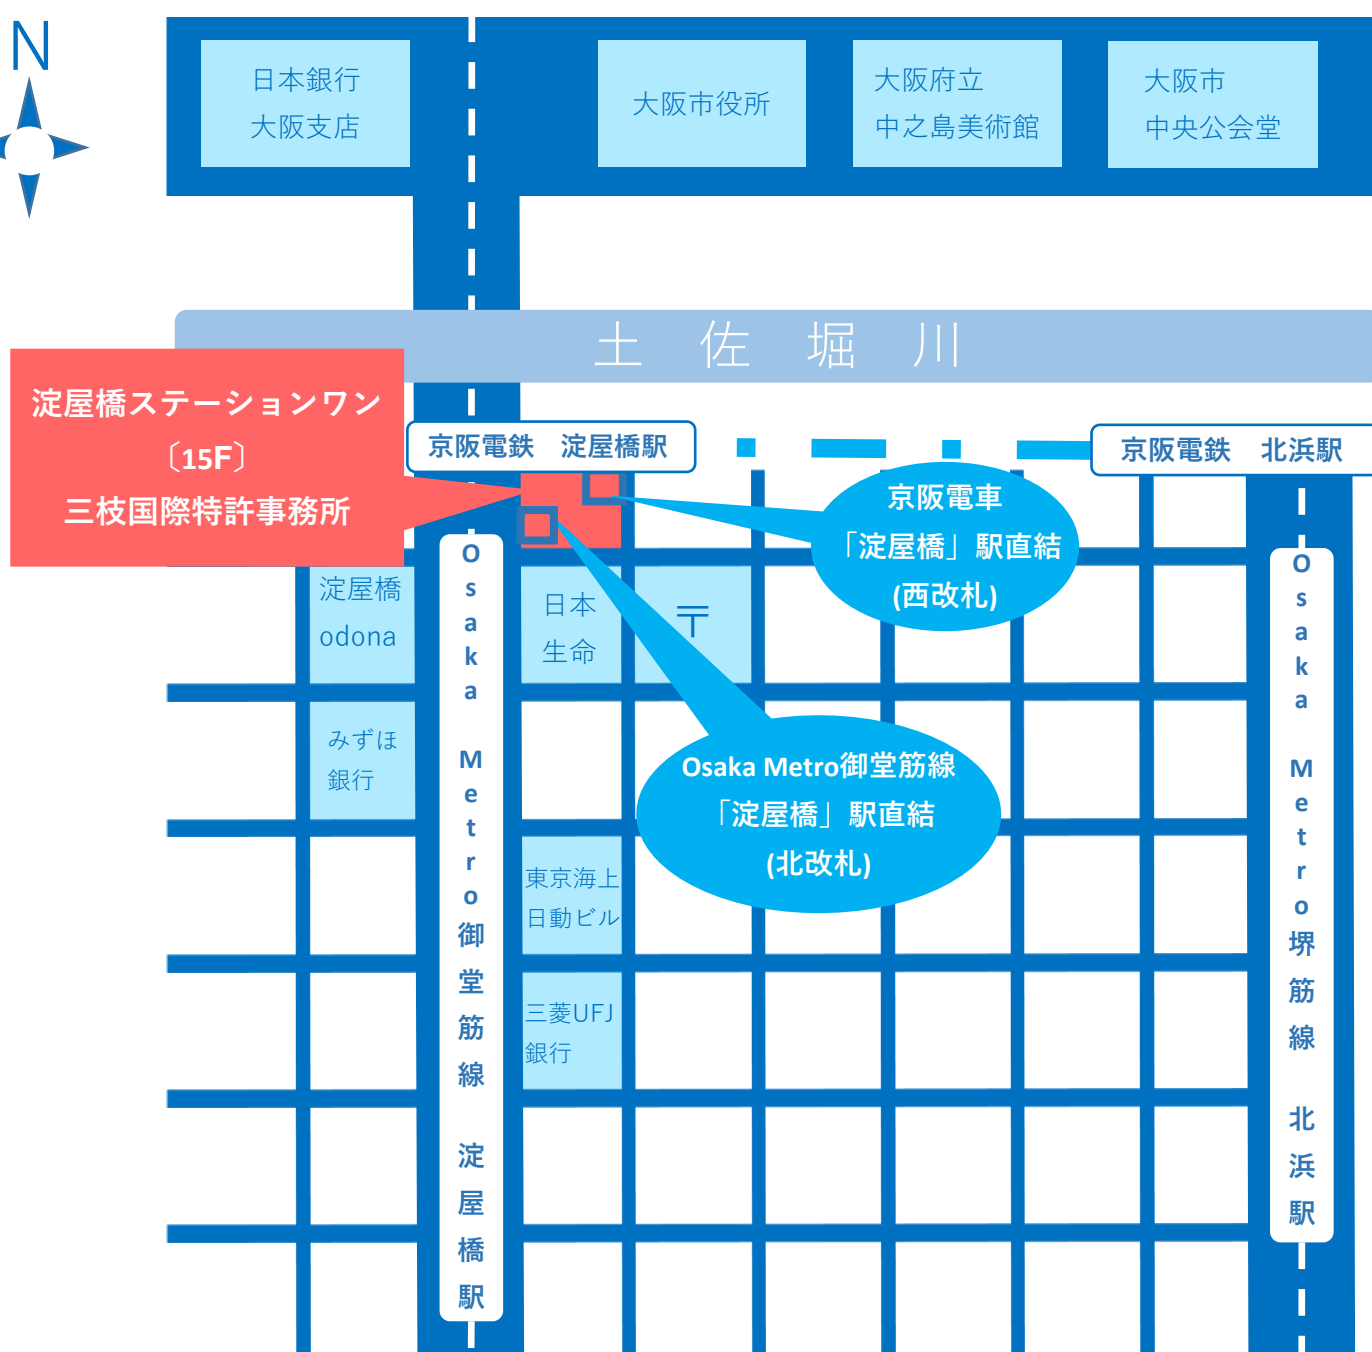 N
日本銀行
大阪支店
大阪市役所
大阪府立
中之島美術館
大阪市
中央公会堂
土佐堀川
淀屋橋ステーションワン
〔15F〕
三枝国際特許事務所
京阪電鉄　淀屋橋駅
京阪電鉄　北浜駅
京阪電車
「淀屋橋」駅直結
(西改札)
淀屋橋
odona
日本
生命
〒
みずほ
銀行
Osaka Metro御堂筋線
「淀屋橋」駅直結
(北改札)
東京海上
日動ビル
三菱UFJ
銀行
Osaka Metro御堂筋線 淀屋橋駅
Osaka Metro堺筋線 北浜駅